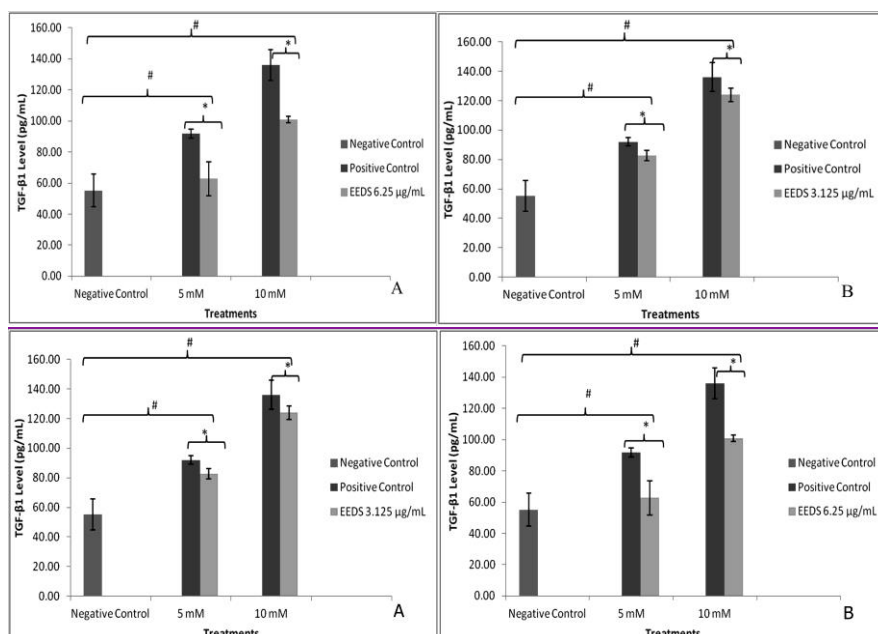 160.00
140.00
120.00
100.00
80.00
60.00
40.00
20.00
0.00
TGF-β1 Level (pg/mL)
#
#
*
*
Negative Control
5 mM
10 mM
Treatments
Negative Control
Positive Control
EEDS 6.25 µg/mL
A
160.00
140.00
120.00
100.00
80.00
60.00
40.00
20.00
0.00
TGF-β1 Level (pg/mL)
#
#
*
*
Negative Control
5 mM
10 mM
Treatments
Negative Control
Positive Control
EEDS 3.125 µg/mL
B
160.00
140.00
120.00
100.00
80.00
60.00
40.00
20.00
0.00
TGF-β1 Level (pg/mL)
#
#
*
*
Negative Control
5 mM
10 mM
Treatments
Negative Control
Positive Control
EEDS 3.125 µg/mL
A
160.00
140.00
120.00
100.00
80.00
60.00
40.00
20.00
0.00
TGF-β1 Level (pg/mL)
#
#
*
*
Negative Control
5 mM
10 mM
Treatments
Negative Control
Positive Control
EEDS 6.25 µg/mL
B